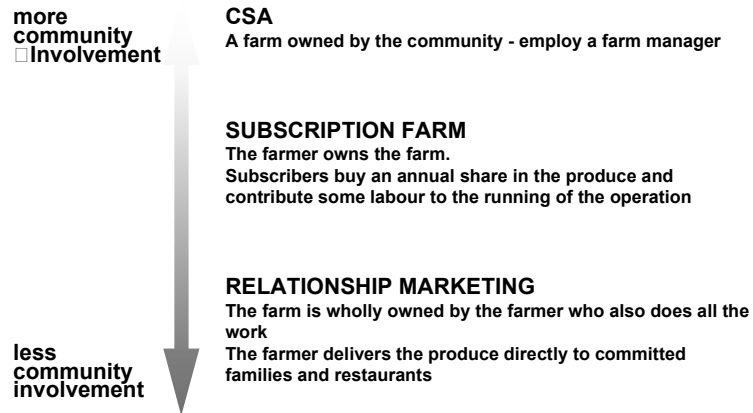 more
community
□Involvement
CSA
A farm owned by the community - employ a farm manager
SUBSCRIPTION FARM
The farmer owns the farm.
Subscribers buy an annual share in the produce and
contribute some labour to the running of the operation
RELATIONSHIP MARKETING
The farm is wholly owned by the farmer who also does all the
work
The farmer delivers the produce directly to committed
families and restaurants
less
community
involvement